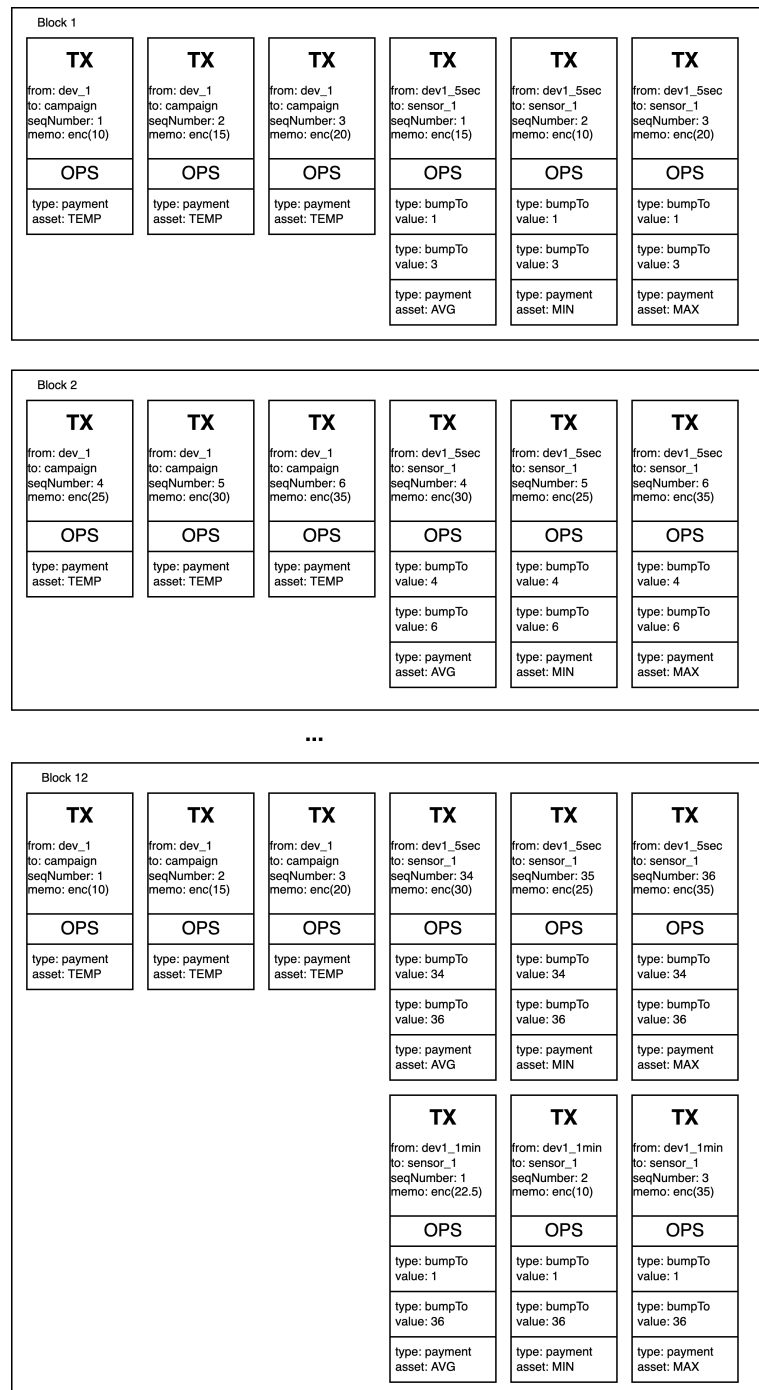 Block 1
TX
from: dev_1
to: campaign
seqNumber: 1
memo: enc(10)
OPS
type: payment
asset: TEMP
TX
from: dev_1
to: campaign
seqNumber: 2
memo: enc(15)
OPS
type: payment
asset: TEMP
TX
from: dev_1
to: campaign
seqNumber: 3
memo: enc(20)
OPS
type: payment
asset: TEMP
TX
from: dev1_5sec
to: sensor_1
seqNumber: 1
memo: enc(15)
OPS
type: bumpTo
value: 1
type: bumpTo
value: 3
type: payment
asset: AVG
TX
from: dev1_5sec
to: sensor_1
seqNumber: 2
memo: enc(10)
OPS
type: bumpTo
value: 1
type: bumpTo
value: 3
type: payment
asset: MIN
TX
from: dev1_5sec
to: sensor_1
seqNumber: 3
memo: enc(20)
OPS
type: bumpTo
value: 1
type: bumpTo
value: 3
type: payment
asset: MAX
Block 2
TX
from: dev_1
to: campaign
seqNumber: 4
memo: enc(25)
OPS
type: payment
asset: TEMP
TX
from: dev_1
to: campaign
seqNumber: 5
memo: enc(30)
OPS
type: payment
asset: TEMP
TX
from: dev_1
to: campaign
seqNumber: 6
memo: enc(35)
OPS
type: payment
asset: TEMP
TX
from: dev1_5sec
to: sensor_1
seqNumber: 4
memo: enc(30)
OPS
type: bumpTo
value: 4
type: bumpTo
value: 6
type: payment
asset: AVG
TX
from: dev1_5sec
to: sensor_1
seqNumber: 5
memo: enc(25)
OPS
type: bumpTo
value: 4
type: bumpTo
value: 6
type: payment
asset: MIN
TX
from: dev1_5sec
to: sensor_1
seqNumber: 6
memo: enc(35)
OPS
type: bumpTo
value: 4
type: bumpTo
value: 6
type: payment
asset: MAX
...
Block 12
TX
from: dev_1
to: campaign
seqNumber: 1
memo: enc(10)
OPS
type: payment
asset: TEMP
TX
from: dev_1
to: campaign
seqNumber: 2
memo: enc(15)
OPS
type: payment
asset: TEMP
TX
from: dev_1
to: campaign
seqNumber: 3
memo: enc(20)
OPS
type: payment
asset: TEMP
TX
from: dev1_5sec
to: sensor_1
seqNumber: 34
memo: enc(30)
OPS
type: bumpTo
value: 34
type: bumpTo
value: 36
type: payment
asset: AVG
TX
from: dev1_5sec
to: sensor_1
seqNumber: 35
memo: enc(25)
OPS
type: bumpTo
value: 34
type: bumpTo
value: 36
type: payment
asset: MIN
TX
from: dev1_5sec
to: sensor_1
seqNumber: 36
memo: enc(35)
OPS
type: bumpTo
value: 34
type: bumpTo
value: 36
type: payment
asset: MAX
TX
from: dev1_1min
to: sensor_1
seqNumber: 1
memo: enc(22.5)
OPS
type: bumpTo
value: 1
type: bumpTo
value: 36
type: payment
asset: AVG
TX
from: dev1_1min
to: sensor_1
seqNumber: 2
memo: enc(10)
OPS
type: bumpTo
value: 1
type: bumpTo
value: 36
type: payment
asset: MIN
TX
from: dev1_1min
to: sensor_1
seqNumber: 3
memo: enc(35)
OPS
type: bumpTo
value: 1
type: bumpTo
value: 36
type: payment
asset: MAX